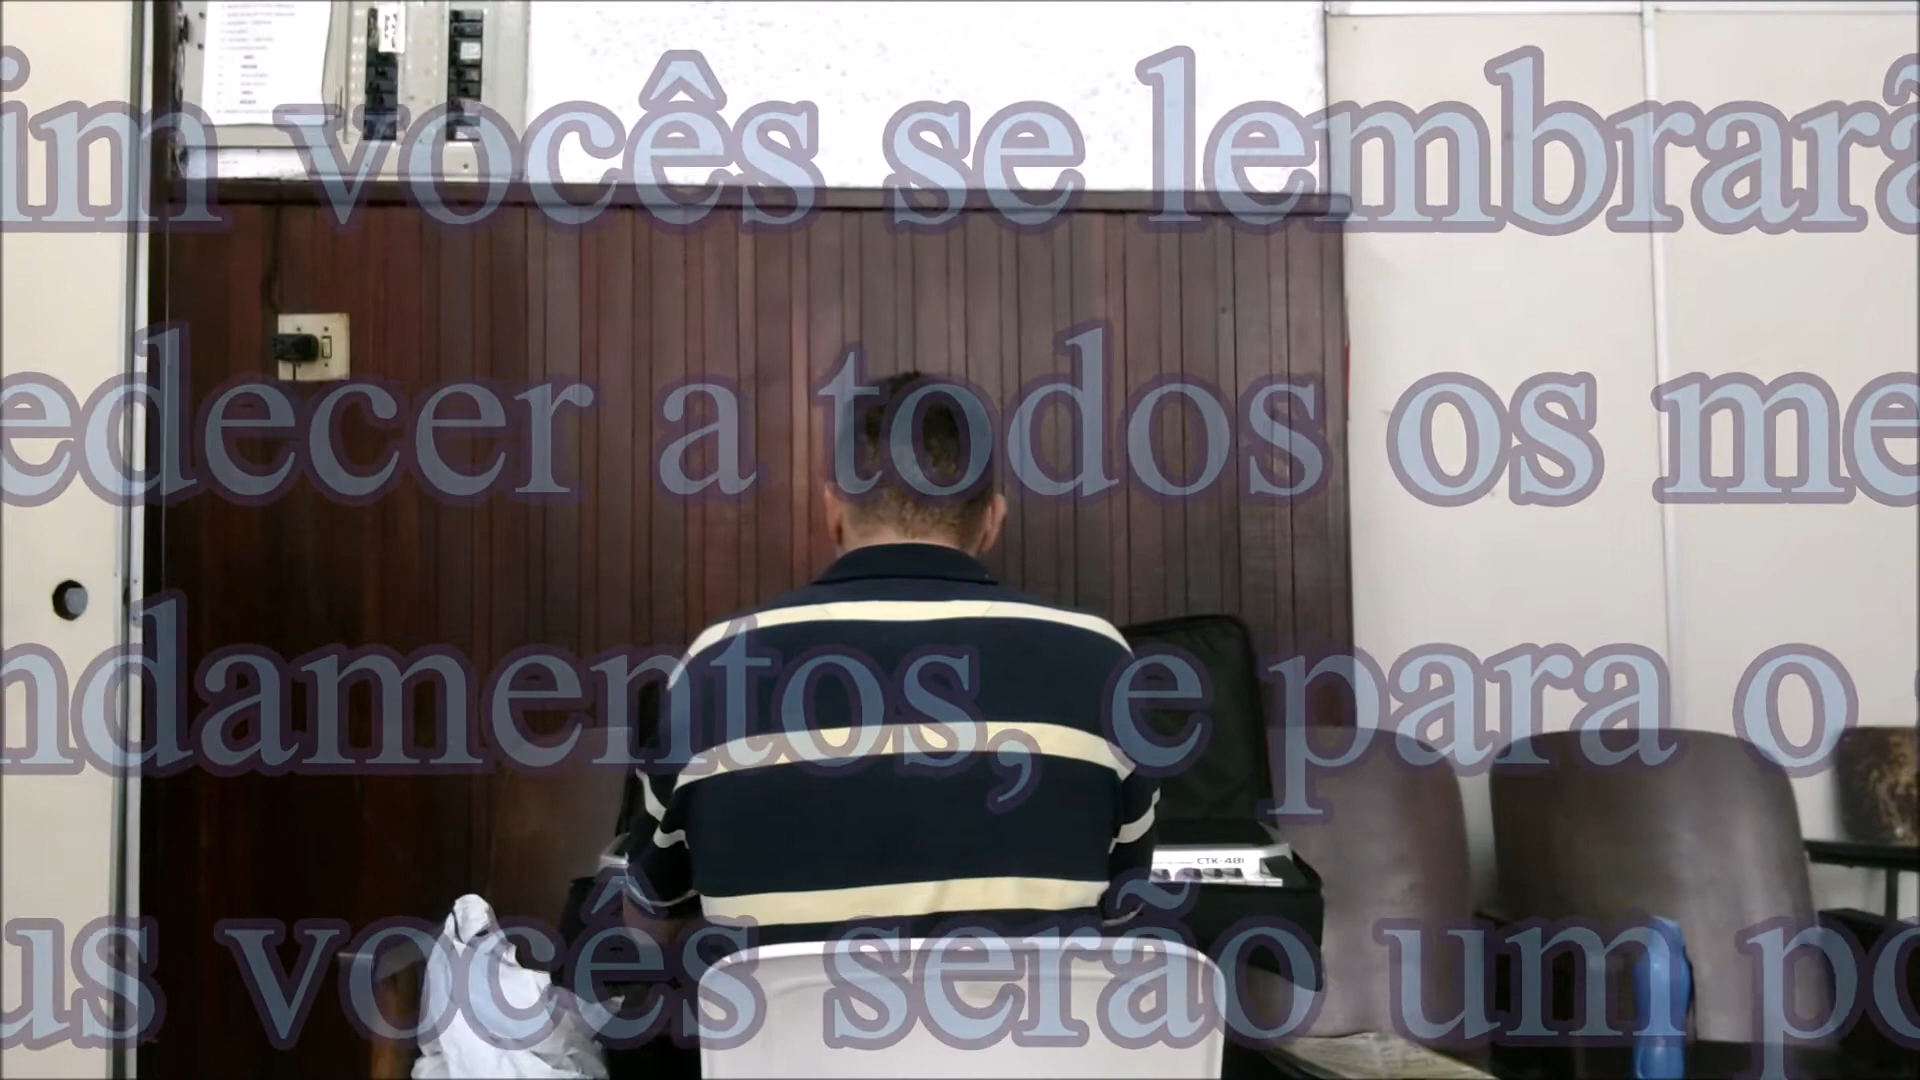 im vocês se lembrarã
edecer a todos os me
ndamentos, e para o
us vocês serão um po
CTK-481